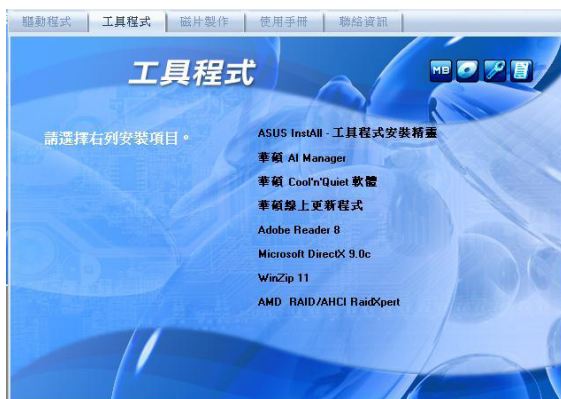 驅動程式 工具程式 磁片製作 使用手冊 聯絡資訊
工具程式
MB
請選擇右列安裝項目。
ASUS InstAll - 工具程式安裝精靈
華碩 AI Manager
華碩 Cool'n'Quiet 軟體
華碩線上更新程式
Adobe Reader 8
Microsoft DirectX 9.0c
WinZip 11
AMD RAID/AHCI RaidXpert